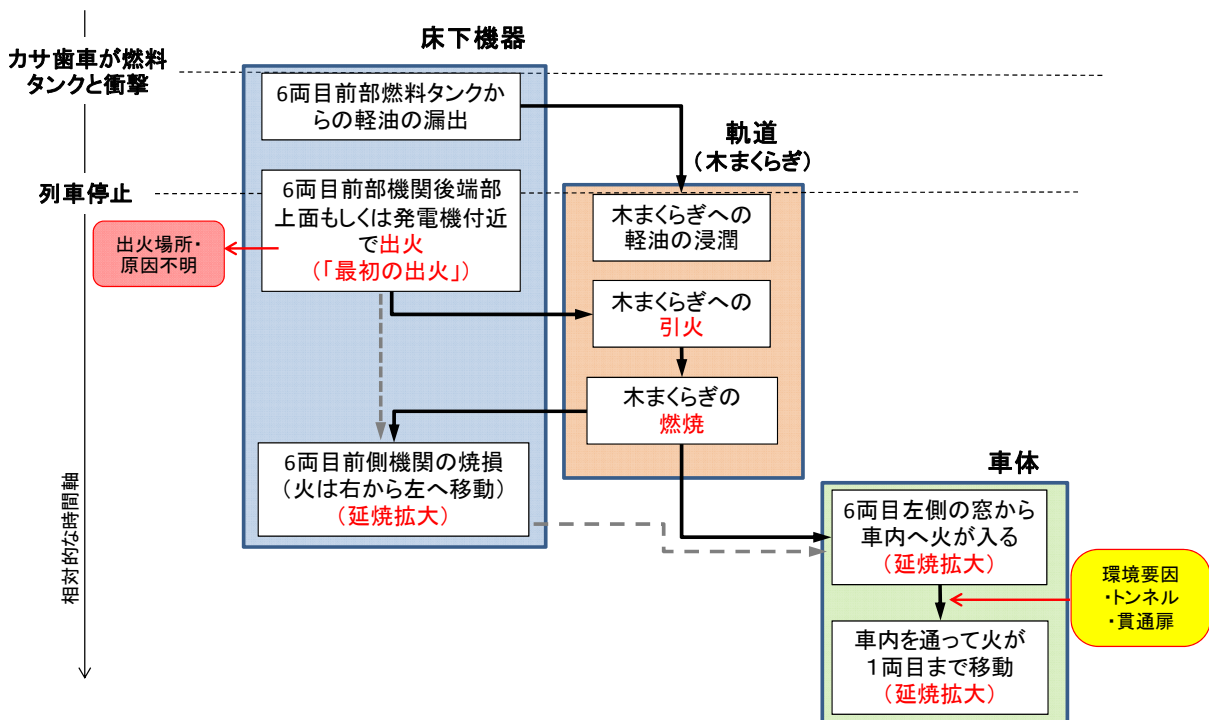 床下機器
カサ歯車が燃料
タンクと衝撃
6両目前部燃料タンクか
らの軽油の漏出
軌道
（木まくらぎ）
列車停止
6両目前部機関後端部
上面もしくは発電機付近
で出火
（「最初の出火」）
出火場所・
原因不明
木まくらぎへの
軽油の浸潤
木まくらぎへの
引火
木まくらぎの
燃焼
6両目前側機関の焼損
（火は右から左へ移動）
（延焼拡大）
車体
6両目左側の窓から
車内へ火が入る
（延焼拡大）
環境要因
・トンネル
・貫通扉
車内を通って火が
１両目まで移動
（延焼拡大）
相対的な時間軸